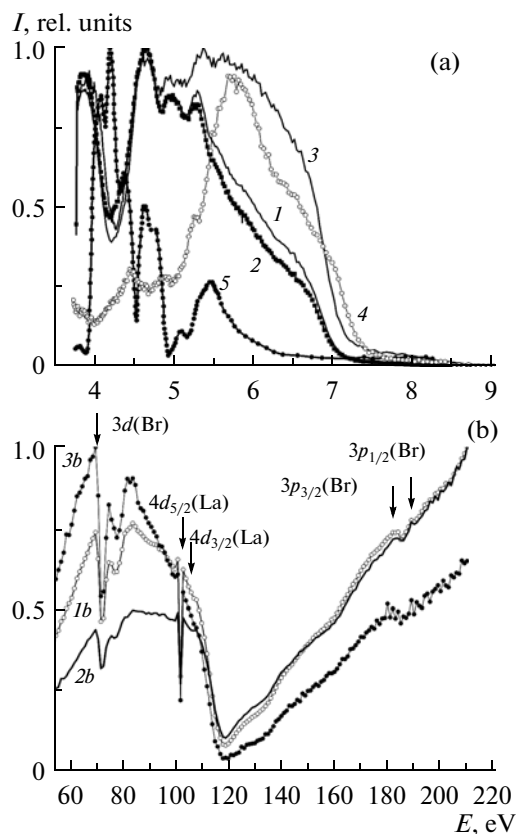 I, rel. units
1.0
(a)
3
1
0.5
2
5
4
0
4 5 6 7 8 9
3d(Br)
(b)
1.0
3b
3p1/2(Br)
4d5/2(La)
3p3/2(Br)
4d3/2(La)
1b
0.5
2b
0
60 80 100 120 140 160 180 200 220
E, eV